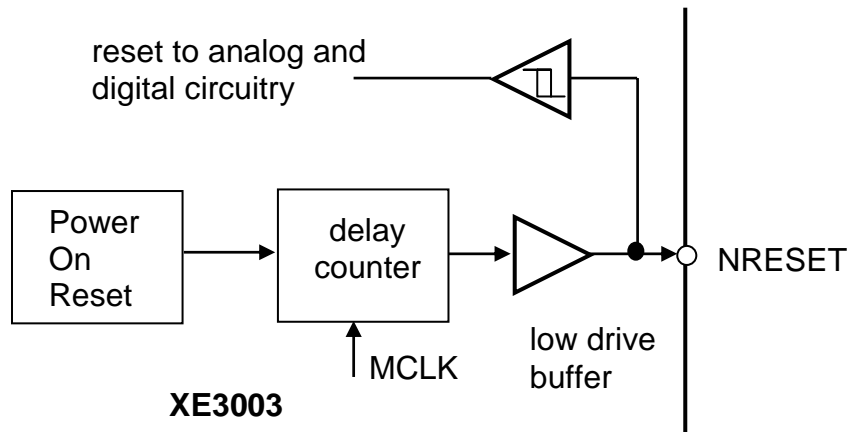 reset to analog and
digital circuitry
Power
On
Reset
delay
counter
NRESET
low drive
buffer
MCLK
XE3003